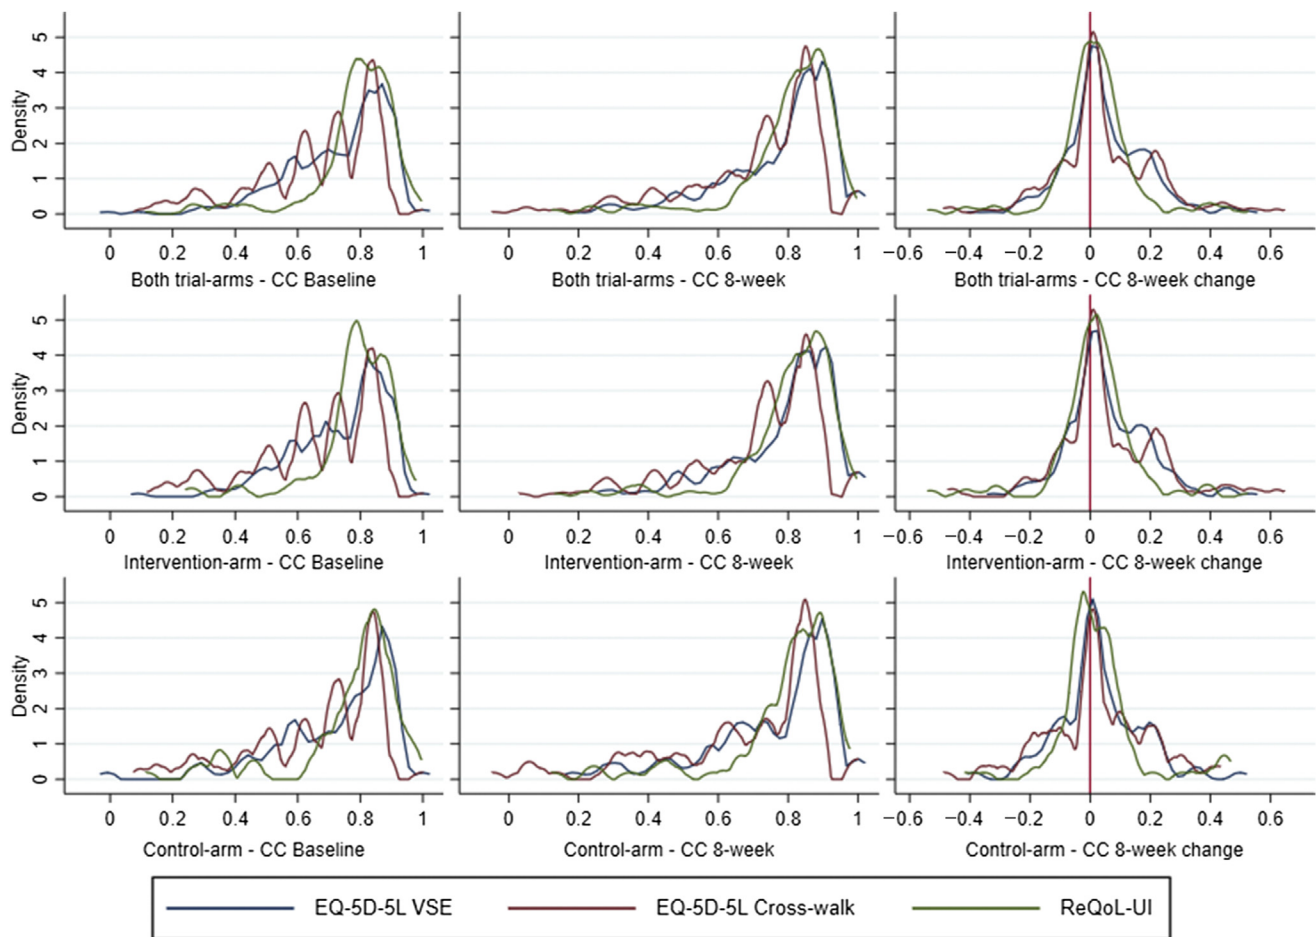 Density
5
4
3
2
1
0
0 0.2 0.4 0.6 0.8 1
Both trial-arms - CC Baseline
0 0.2 0.4 0.6 0.8 1
Both trial-arms - CC 8-week
−0.6 −0.4 −0.2 0 0.2 0.4 0.6
Both trial-arms - CC 8-week change
Density
5
4
3
2
1
0
0 0.2 0.4 0.6 0.8 1
Intervention-arm - CC Baseline
0 0.2 0.4 0.6 0.8 1
Intervention-arm - CC 8-week
−0.6 −0.4 −0.2 0 0.2 0.4 0.6
Intervention-arm - CC 8-week change
Density
5
4
3
2
1
0
0 0.2 0.4 0.6 0.8 1
Control-arm - CC Baseline
0 0.2 0.4 0.6 0.8 1
Control-arm - CC 8-week
−0.6 −0.4 −0.2 0 0.2 0.4 0.6
Control-arm - CC 8-week change
EQ-5D-5L VSE EQ-5D-5L Cross-walk ReQoL-UI